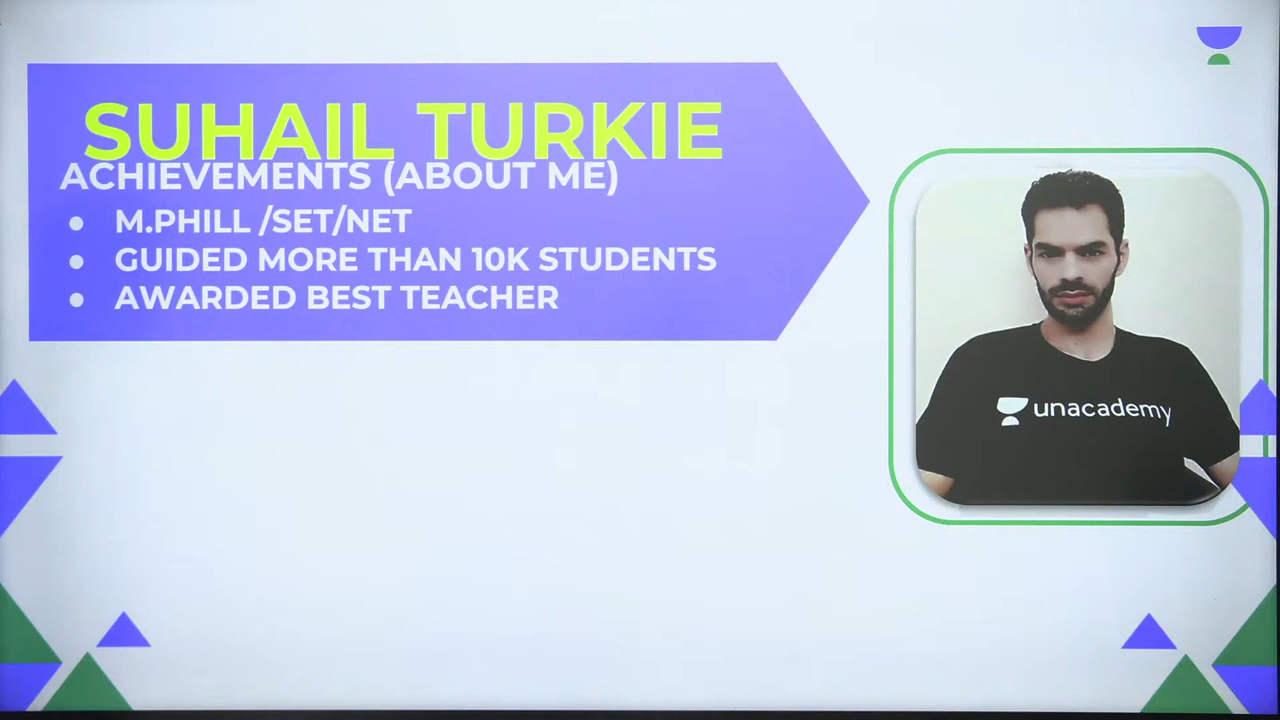 SUHAIL TURKIE
ACHIEVEMENTS (ABOUT ME)
● M.PHILL /SET/NET
● GUIDED MORE THAN 10K STUDENTS
● AWARDED BEST TEACHER
unacademy